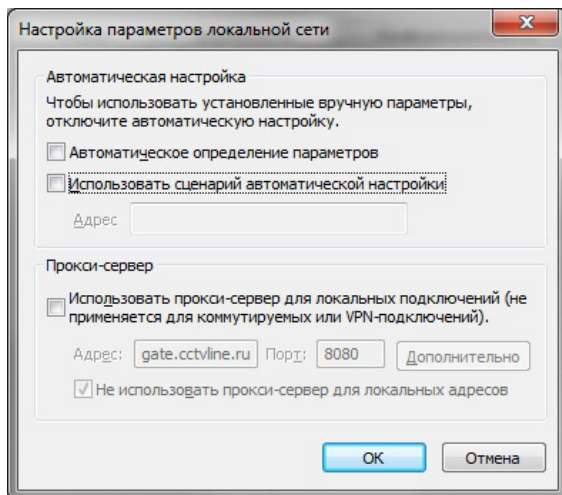 Настройка параметров локальной сети
Автоматическая настройка
Чтобы использовать установленные вручную параметры,
отключите автоматическую настройку.
Автоматическое определение параметров
Использовать сценарий автоматической настройки
Адрес
Прокси-сервер
Использовать прокси-сервер для локальных подключений (не
применяется для коммутируемых или VPN-подключений).
Адрес: gate.cctvline.ru Порт: 8080 Дополнительно
Не использовать прокси-сервер для локальных адресов
OK Отмена